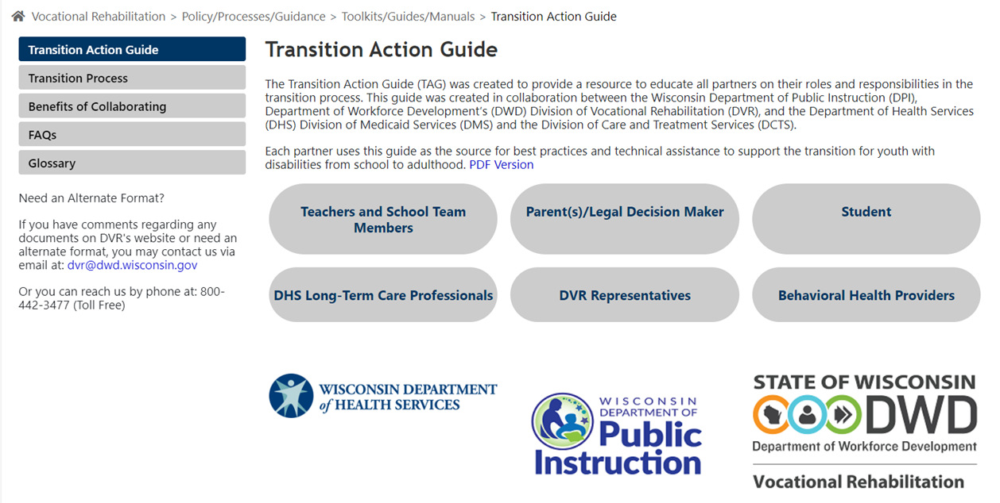 Vocational Rehabilitation > Policy/Processes/Guidance > Toolkits/Guides/Manuals > Transition Action Guide
Transition Action Guide
Transition Process
Benefits of Collaborating
FAQs
Glossary
Need an Alternate Format?
If you have comments regarding any
documents on DVR's website or need an
alternate format, you may contact us via
email at: dvr@dwd.wisconsin.gov
Or you can reach us by phone at: 800-
442-3477 (Toll Free)
Transition Action Guide
The Transition Action Guide (TAG) was created to provide a resource to educate all partners on their roles and responsibilities in the
transition process. This guide was created in collaboration between the Wisconsin Department of Public Instruction (DPI),
Department of Workforce Development's (DWD) Division of Vocational Rehabilitation (DVR), and the Department of Health Services
(DHS) Division of Medicaid Services (DMS) and the Division of Care and Treatment Services (DCTS).
Each partner uses this guide as the source for best practices and technical assistance to support the transition for youth with
disabilities from school to adulthood. PDF Version
Teachers and School Team
Members
Parent(s)/Legal Decision Maker
Student
DHS Long-Term Care Professionals
DVR Representatives
Behavioral Health Providers
WISCONSIN DEPARTMENT
of HEALTH SERVICES
WISCONSIN
DEPARTMENT OF
Public
Instruction
STATE OF WISCONSIN
DWD
Department of Workforce Development
Vocational Rehabilitation